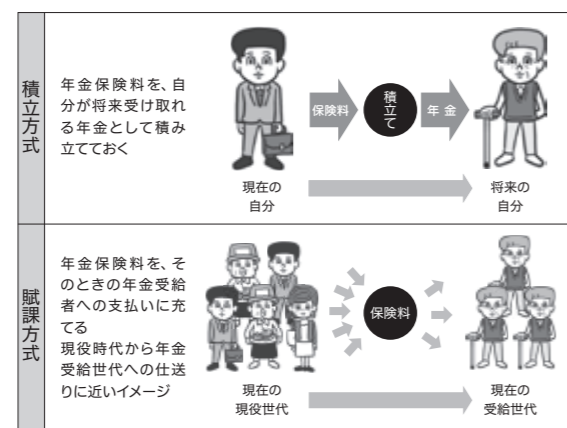 積立方式
年金保険料を、自
分が将来受け取れ
る年金として積み
立てておく
保険料
積立て
年金
現在の
自分
将来の
自分
賦課方式
年金保険料を、そ
のときの年金受給
者への支払いに充
てる
現役時代から年金
受給世代への仕送
りに近いイメージ
保険料
現在の
現役世代
現在の
受給世代